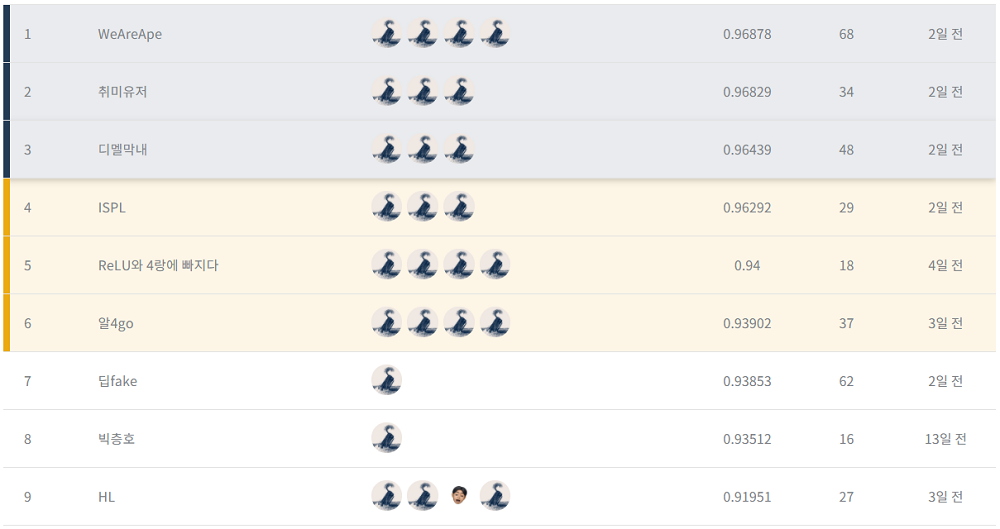 1 WeAreApe 0.96878 68 2일 전
2 취미유저 0.96829 34 2일 전
3 디멜막내 0.96439 48 2일 전
4 ISPL 0.96292 29 2일 전
5 ReLU와 4랑에 빠지다 0.94 18 4일 전
6 알4go 0.93902 37 3일 전
7 딥fake 0.93853 62 2일 전
8 빅층호 0.93512 16 13일 전
9 HL 0.91951 27 3일 전